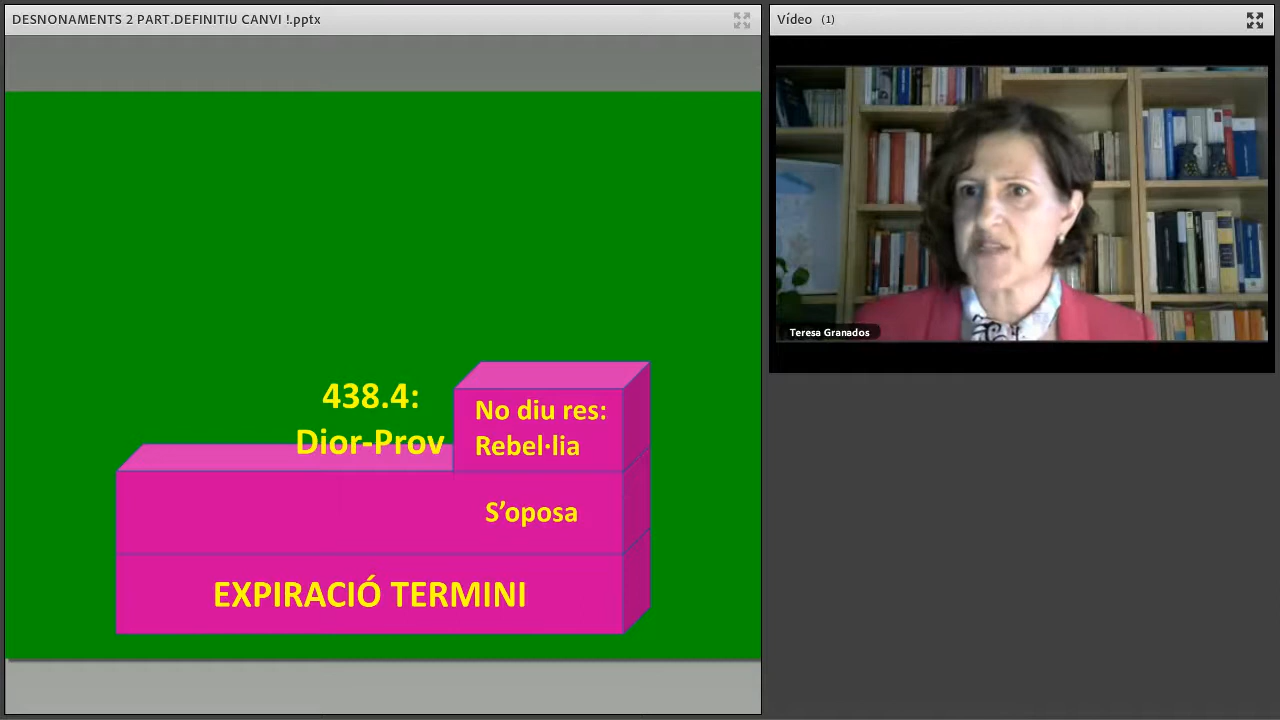 DESNONAMENTS 2 PART.DEFINITIU CANVI !.pptx
Vídeo (1)
Teresa Granados
438.4:
Dior-Prov
No diu res:
Rebel·lia
S’oposa
EXPIRACIÓ TERMINI